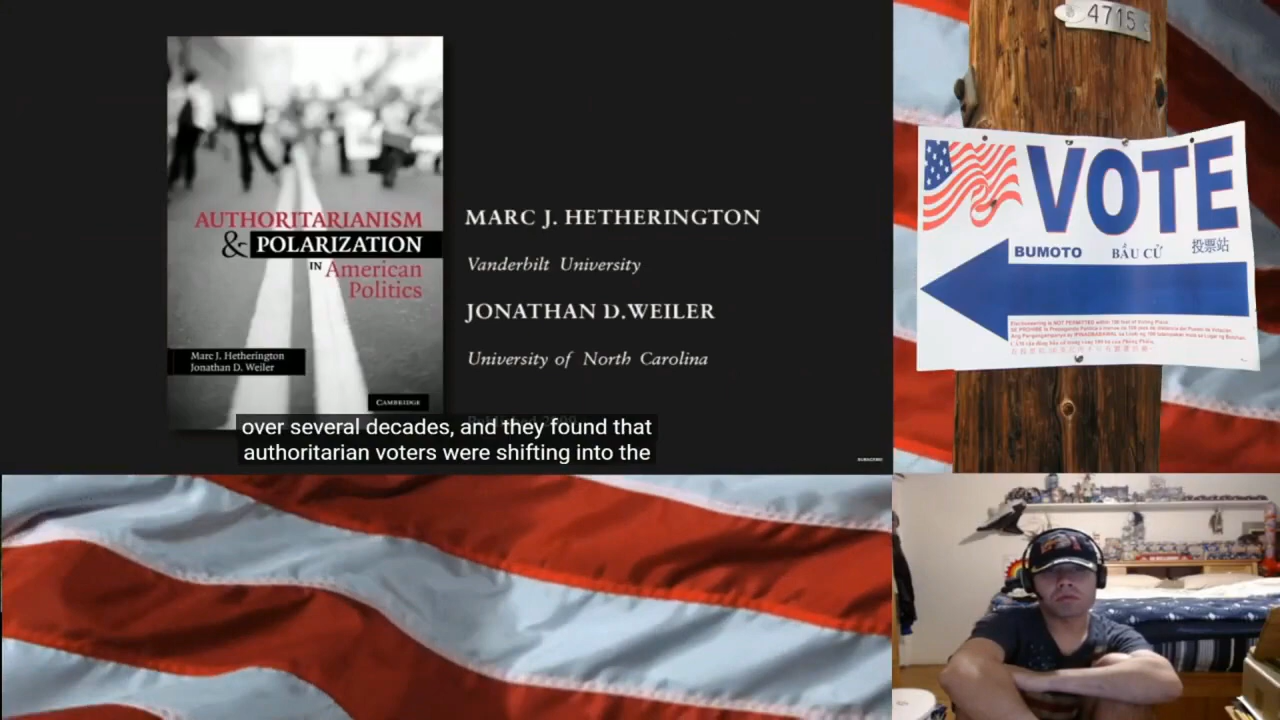 AUTHORITARIANISM
& POLARIZATION
IN American
Politics
Marc J. Hetherington
Jonathan D. Weiler
CAMBRIDGE
MARC J. HETHERINGTON
Vanderbilt University
JONATHAN D.WEILER
University of North Carolina
over several decades, and they found that
authoritarian voters were shifting into the
SUBSCRIBE
4715
VOTE
BUMOTO BẦU CỬ 投票站